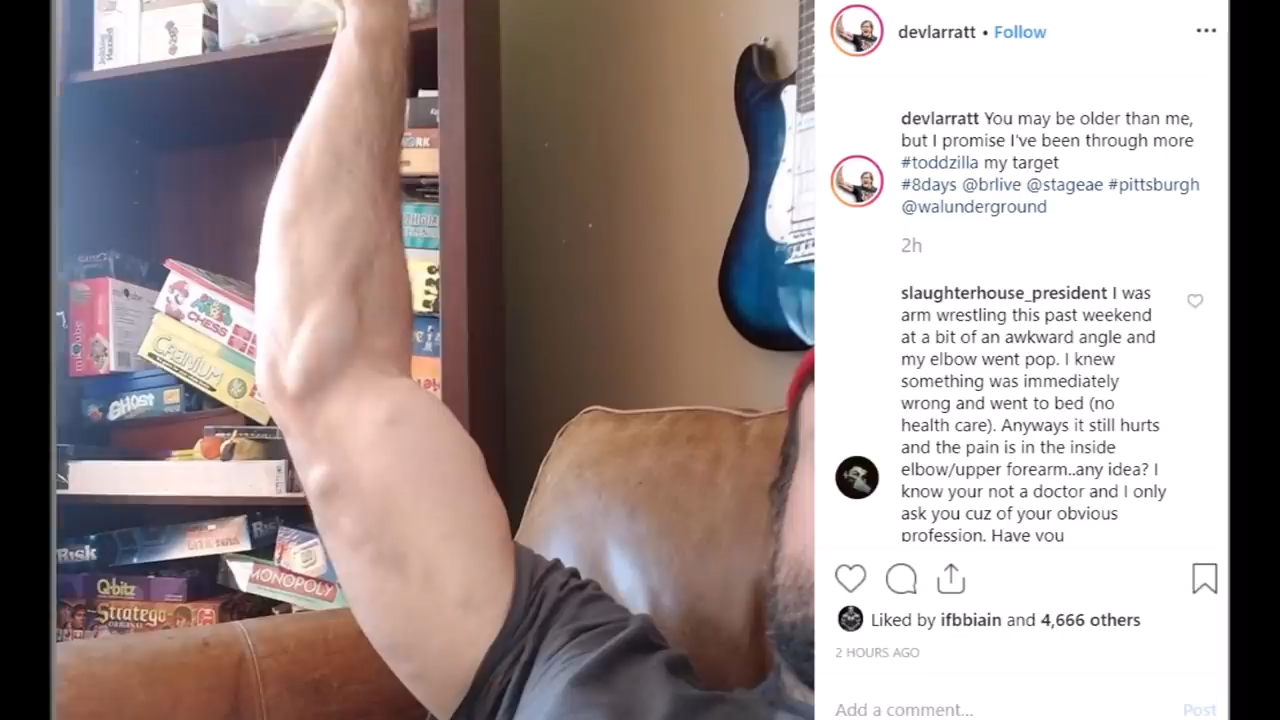 devlarratt • Follow
devlarratt You may be older than me,
but I promise I've been through more
#toddzilla my target
#8days @brlive @stageae #pittsburgh
@walunderground
2h
slaughterhouse_president I was
arm wrestling this past weekend
at a bit of an awkward angle and
my elbow went pop. I knew
something was immediately
wrong and went to bed (no
health care). Anyways it still hurts
and the pain is in the inside
elbow/upper forearm..any idea? I
know your not a doctor and I only
ask you cuz of your obvious
profession. Have you
Liked by ifbbiain and 4,666 others
2 HOURS AGO
Add a comment... Post
CHESS
CRANIUM
GHOST
Risk
Risk
MONOPOLY
Q·bitz
Stratego
ORIGINAL